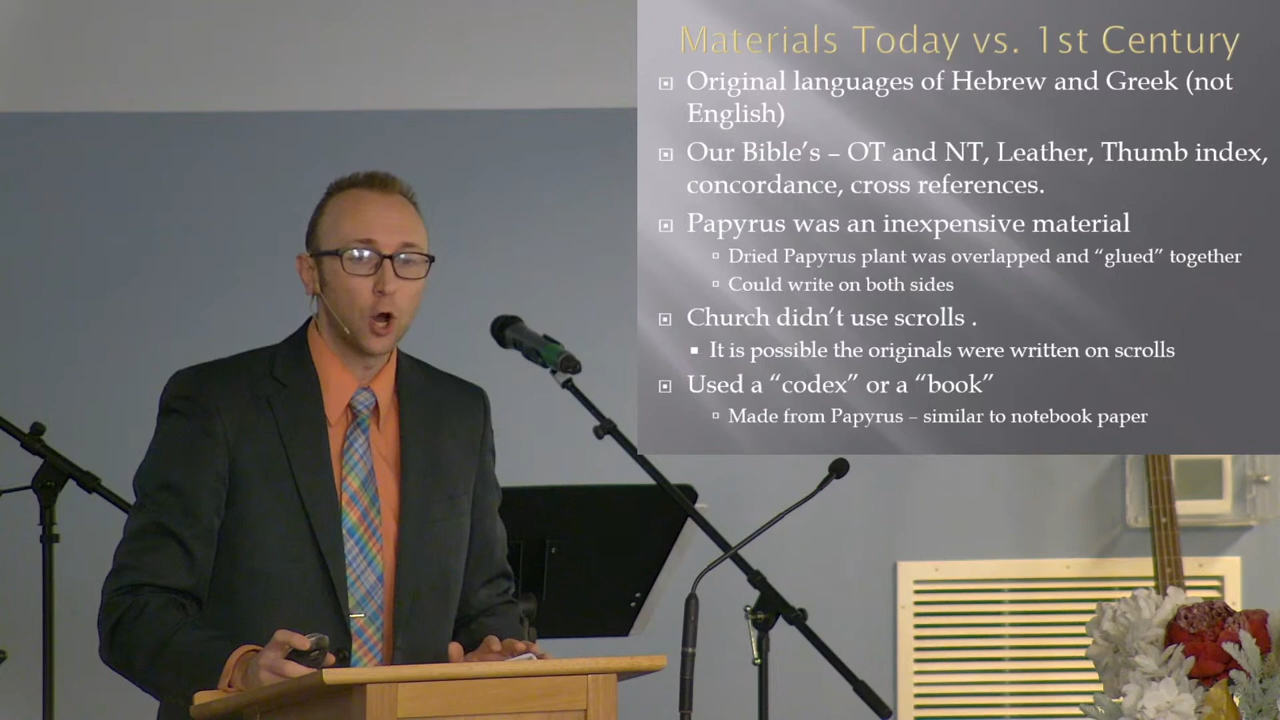 Materials Today vs. 1st Century
Original languages of Hebrew and Greek (not
English)
Our Bible's – OT and NT, Leather, Thumb index,
concordance, cross references.
Papyrus was an inexpensive material
Dried Papyrus plant was overlapped and “glued” together
Could write on both sides
Church didn't use scrolls .
It is possible the originals were written on scrolls
Used a “codex” or a “book”
Made from Papyrus – similar to notebook paper